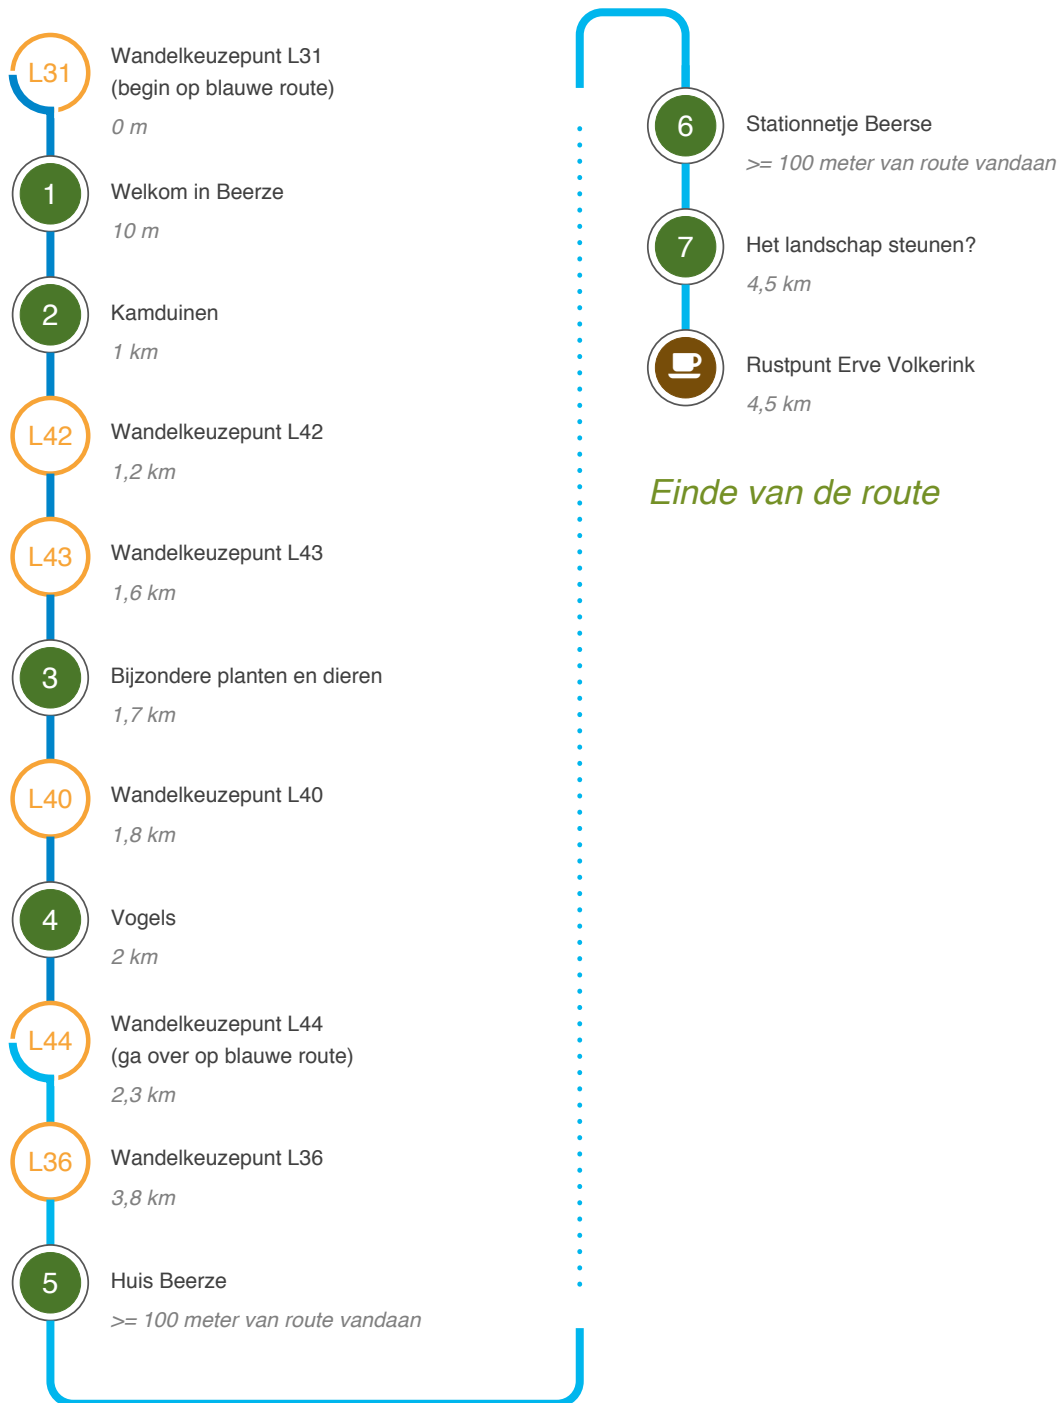 L31
Wandelkeuzepunt L31
(begin op blauwe route)
0 m
1
Welkom in Beerze
10 m
2
Kamduinen
1 km
L42
Wandelkeuzepunt L42
1,2 km
L43
Wandelkeuzepunt L43
1,6 km
3
Bijzondere planten en dieren
1,7 km
L40
Wandelkeuzepunt L40
1,8 km
4
Vogels
2 km
L44
Wandelkeuzepunt L44
(ga over op blauwe route)
2,3 km
L36
Wandelkeuzepunt L36
3,8 km
5
Huis Beerze
>= 100 meter van route vandaan
6
Stationnetje Beerse
>= 100 meter van route vandaan
7
Het landschap steunen?
4,5 km
Rustpunt Erve Volkerink
4,5 km
Einde van de route